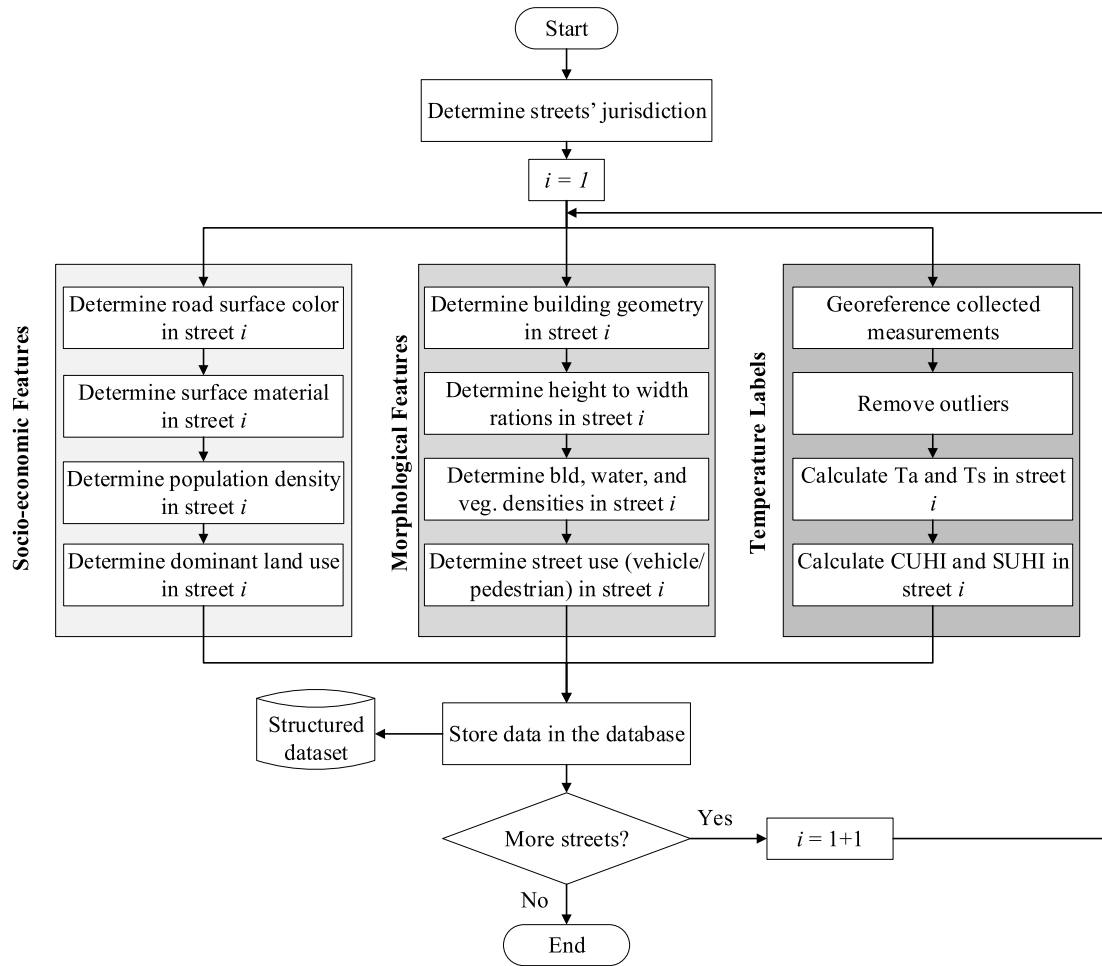 Start
Determine streets' jurisdiction
i = 1
Socio-economic Features
Determine road surface color
in street i
Determine surface material
in street i
Determine population density
in street i
Determine dominant land use
in street i
Morphological Features
Determine building geometry
in street i
Determine height to width
rations in street i
Determine bld, water, and
veg. densities in street i
Determine street use (vehicle/
pedestrian) in street i
Temperature Labels
Georeference collected
measurements
Remove outliers
Calculate Ta and Ts in street
i
Calculate CUHI and SUHI in
street i
Structured
dataset
Store data in the database
More streets?
Yes
i = 1+1
No
End